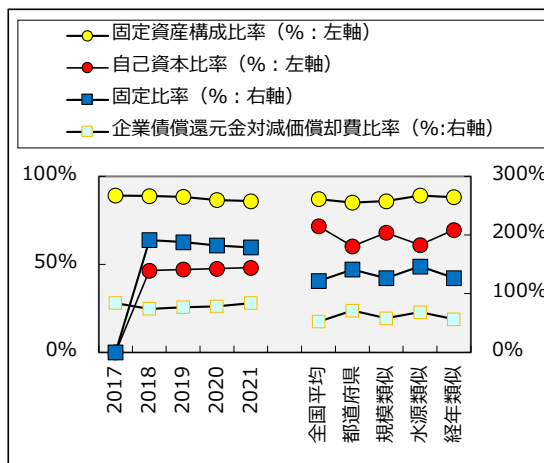 固定資産構成比率（%：左軸）
自己資本比率（%：左軸）
固定比率（%：右軸）
企業債償還元金対減価償却費比率（%:右軸）
100% 300%
200%
50%
100%
0% 0%
2017 2018 2019 2020 2021 全国平均 都道府県 規模類似 水源類似 経年類似